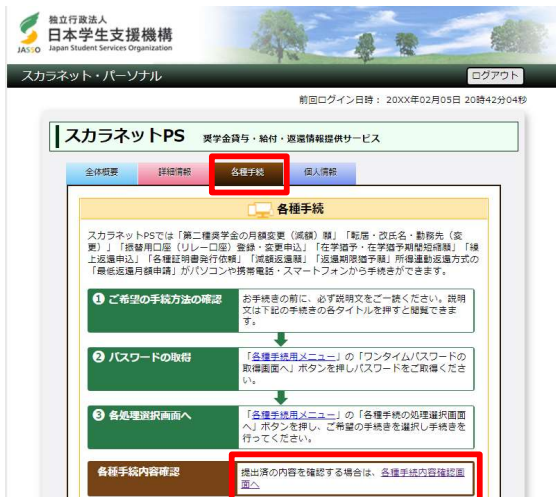 独立行政法人
日本学生支援機構
JASSO Japan Student Services Organization
スカラネット・パーソナル
ログアウト
前回ログイン日時： 20XX年02月05日 20時42分04秒
スカラネットPS 奨学金貸与・給付・返還情報提供サービス
全体概要 詳細情報 各種手続 個人情報
各種手続
スカラネットPSでは「第二種奨学金の月額変更（減額）願」「転居・改氏名・勤務先（変
更）」「振替用口座（リレー口座）登録・変更申込」「在学猶予・在学猶予期間短縮願」「繰
上返還申込」「各種証明書発行依頼」「減額返還願」「返還期限猶予願」所得連動返還方式の
「最低返還月額申請」がパソコンや携帯電話・スマートフォンから手続きができます。
1 ご希望の手続方法の確認
お手続きの前に、必ず説明文をご一読ください。説明
文は下記の手続きの各タイトルを押すと閲覧できま
す。
2 パスワードの取得
「各種手続用メニュー」の「ワンタイムパスワードの
取得画面へ」ボタンを押しパスワードをご取得くださ
い。
3 各処理選択画面へ
「各種手続用メニュー」の「各種手続の処理選択画面
へ」ボタンを押し、ご希望の手続きを選択し手続きを
行ってください。
各種手続内容確認
提出済の内容を確認する場合は、各種手続内容確認画
面へ